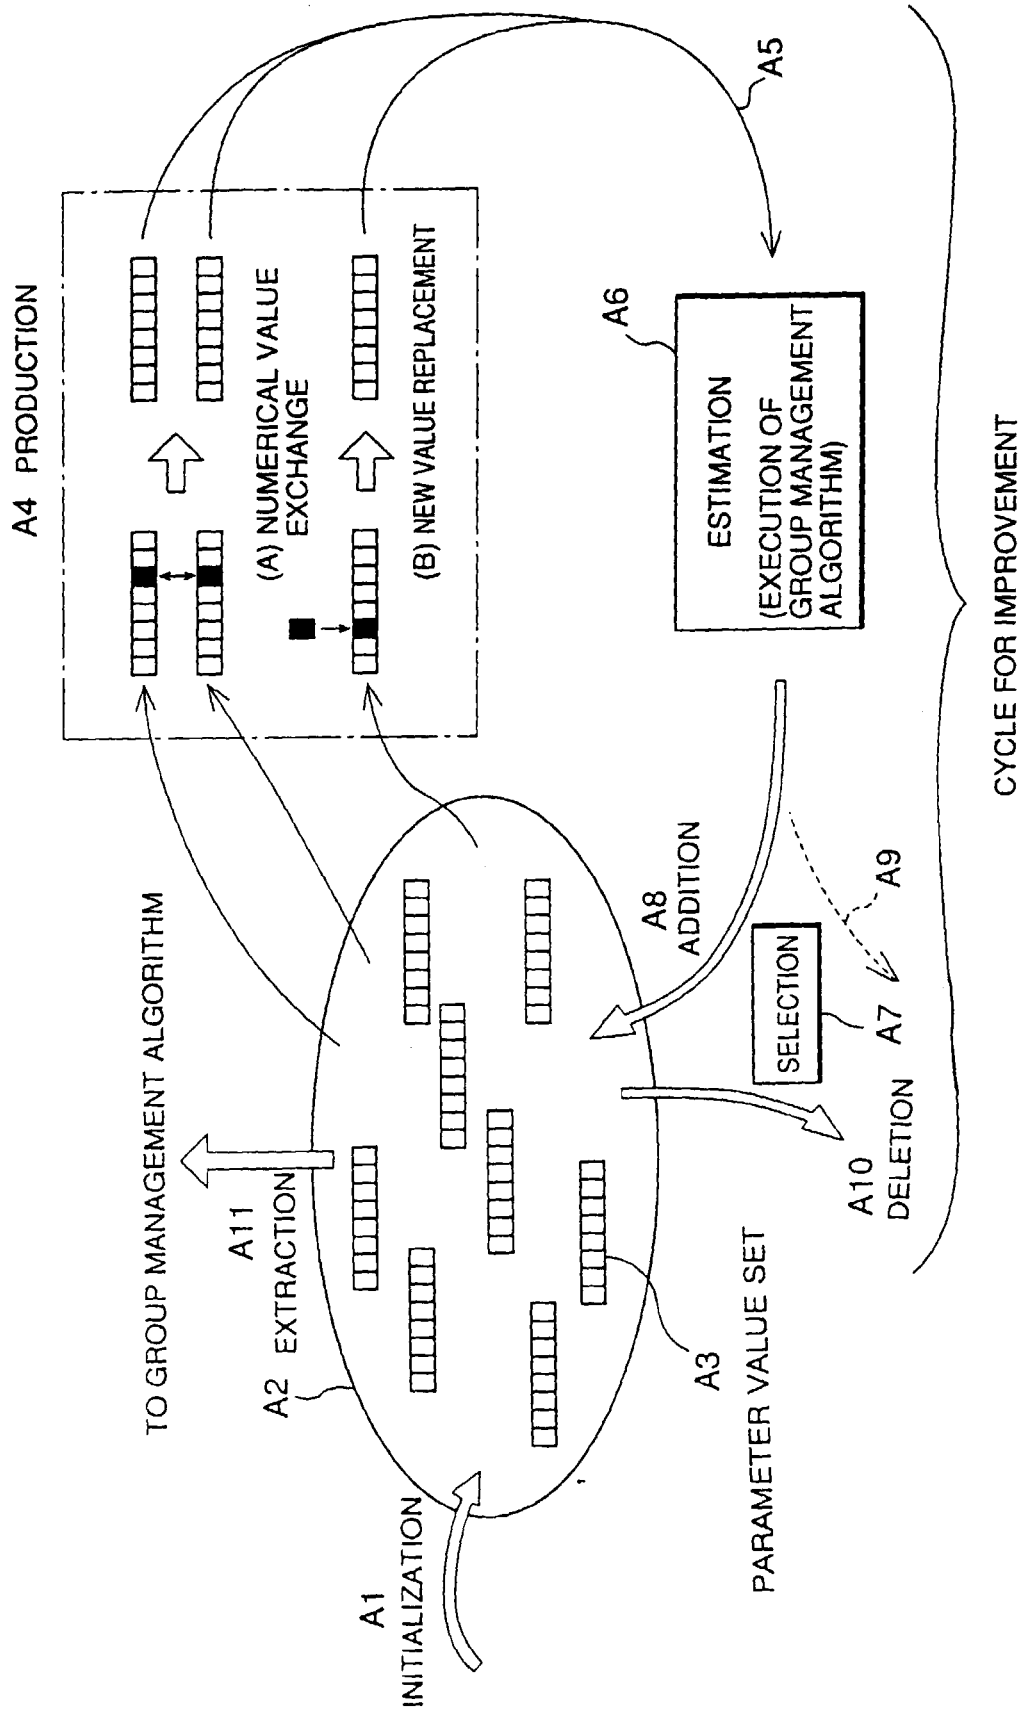 A4 PRODUCTION
(A) NUMERICAL VALUE
EXCHANGE
(B) NEW VALUE REPLACEMENT
A5
A6
ESTIMATION
(EXECUTION OF
GROUP MANAGEMENT
ALGORITHM)
TO GROUP MANAGEMENT ALGORITHM
A11
EXTRACTION
A2
A1
INITIALIZATION
A3
PARAMETER VALUE SET
A8
ADDITION
SELECTION
A7
A9
A10
DELETION
CYCLE FOR IMPROVEMENT